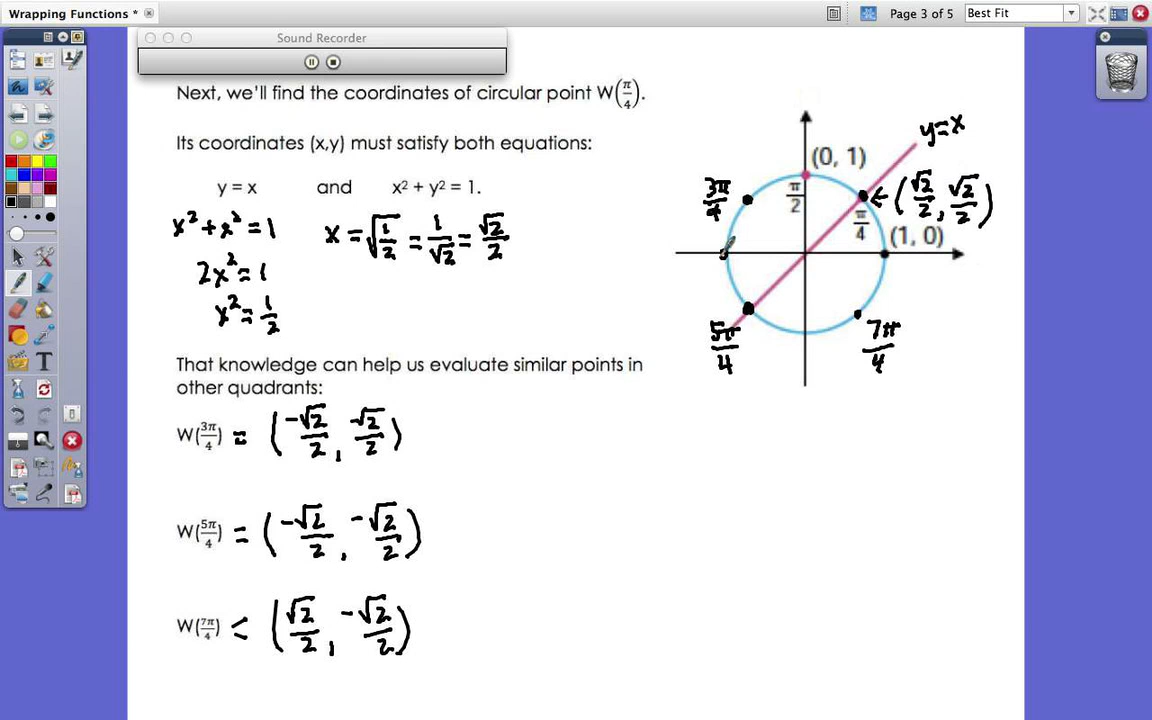 Wrapping Functions *
Page 3 of 5
Best Fit
Sound Recorder
Next, we'll find the coordinates of circular point W(π/4).
Its coordinates (x,y) must satisfy both equations:
y = x and x² + y² = 1.
x² + x² = 1
2x² = 1
x² = 1/2
x = √1/2 = 1/√2 = √2/2
That knowledge can help us evaluate similar points in
other quadrants:
W(3π/4) = (-√2/2, √2/2)
W(5π/4) = (-√2/2, -√2/2)
W(7π/4) < (√2/2, -√2/2)
y=x
(0, 1)
3π/4
π/2
← (√2/2, √2/2)
π/4
(1, 0)
5π/4
7π/4
T